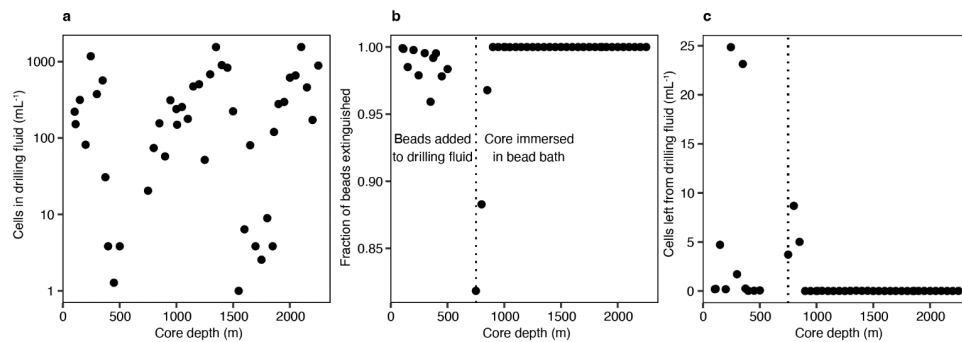 a
Cells in drilling fluid (mL⁻¹)
1000
100
10
1
0
500
1000
1500
2000
Core depth (m)
b
Fraction of beads extinguished
1.00
0.95
0.90
0.85
Beads added
to drilling fluid
Core immersed
in bead bath
0
500
1000
1500
2000
Core depth (m)
c
Cells left from drilling fluid (mL⁻¹)
25
20
15
10
5
0
0
500
1000
1500
2000
Core depth (m)